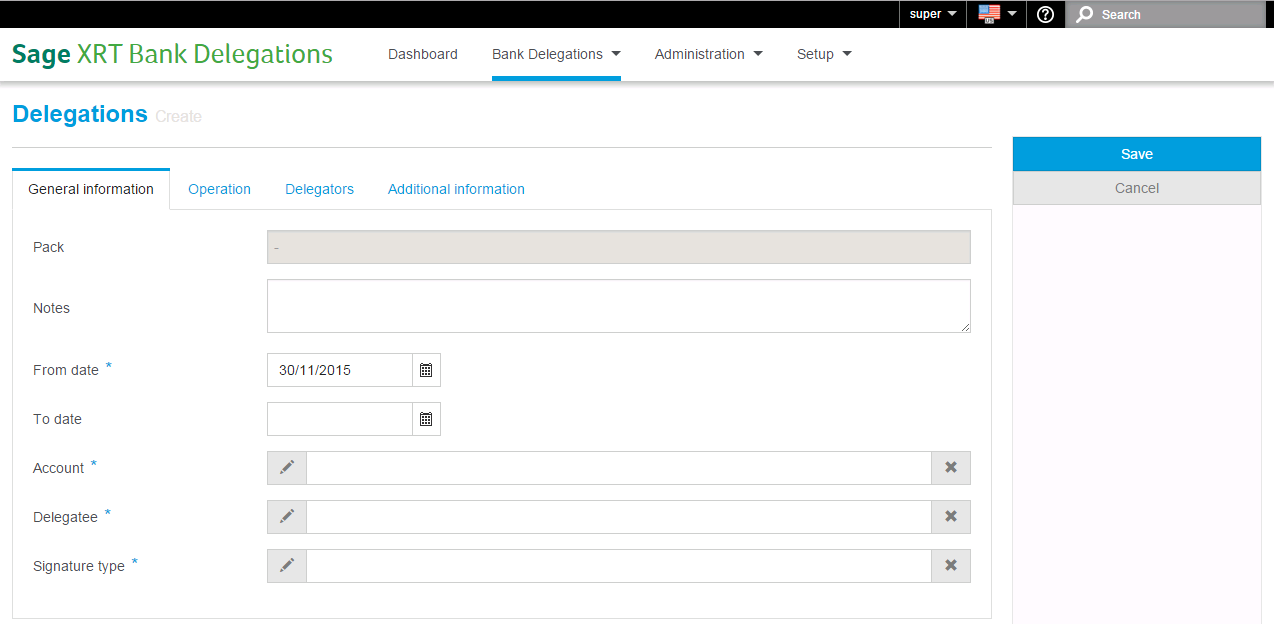 super
Search
Sage XRT Bank Delegations
Dashboard
Bank Delegations
Administration
Setup
Delegations Create
Save
Cancel
General information
Operation
Delegators
Additional information
Pack
-
Notes
From date *
30/11/2015
To date
Account *
Delegatee *
Signature type *